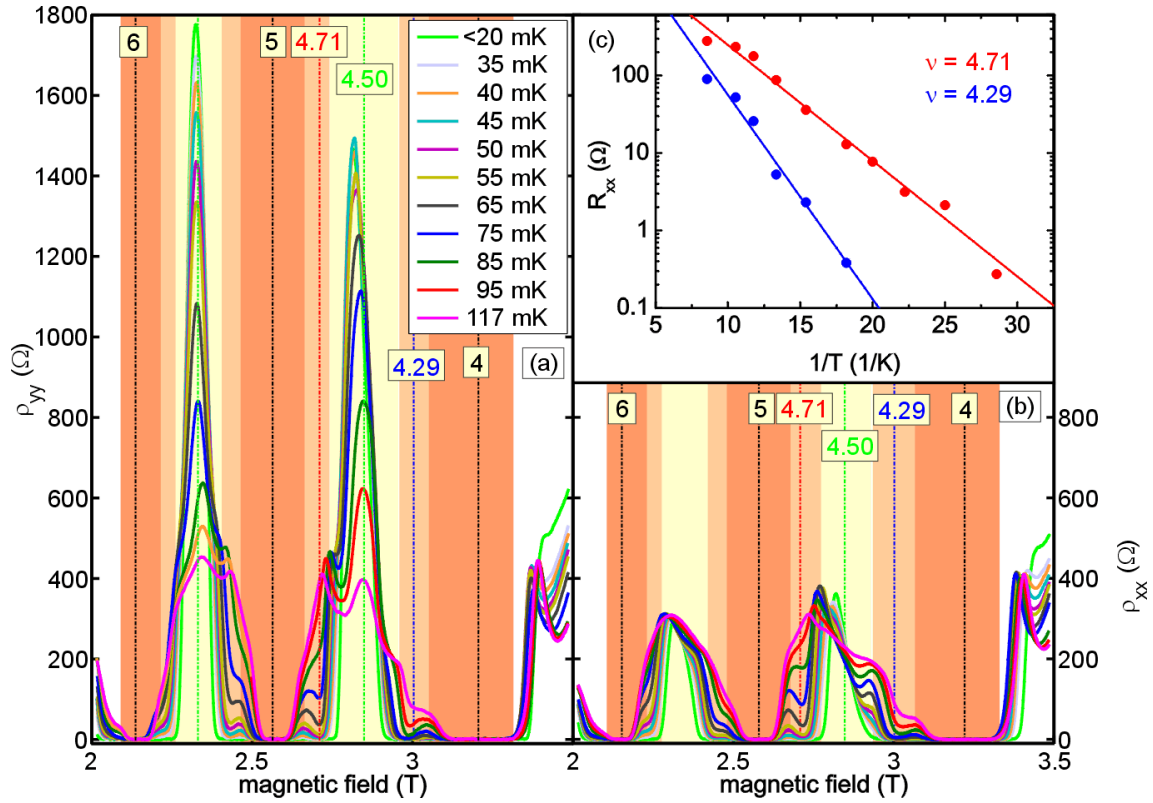 ρyy (Ω)
1800
1600
1400
1200
1000
800
600
400
200
0
6
5
4.71
4.50
4.29
4
(a)
<20 mK
35 mK
40 mK
45 mK
50 mK
55 mK
65 mK
75 mK
85 mK
95 mK
117 mK
2
2.5
3
magnetic field (T)
(c)
ν = 4.71
ν = 4.29
Rxx (Ω)
100
10
1
0.1
5
10
15
20
25
30
1/T (1/K)
6
5
4.71
4.50
4.29
4
(b)
800
600
400
200
0
ρxx (Ω)
2
2.5
3
3.5
magnetic field (T)